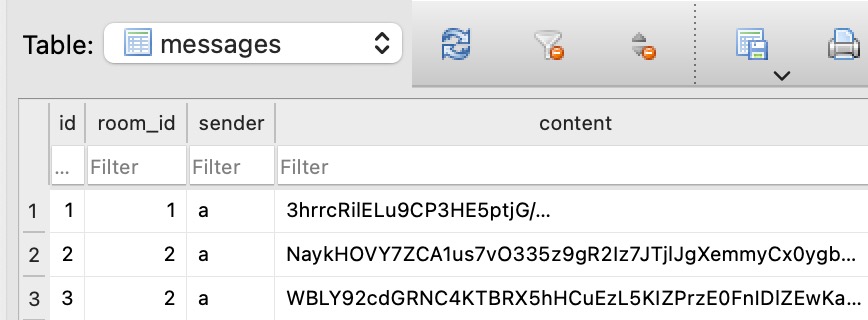 Table: messages
id room_id sender content
... Filter Filter Filter
1 1 1 a 3hrrcRilELu9CP3HE5ptjG/...
2 2 2 a NaykHOVY7ZCA1us7vO335z9gR2Iz7JTjlJgXemmyCx0ygb...
3 3 2 a WBLY92cdGRNC4KTBRX5hHCuEzL5KIZPrzE0FnIDlZEwKa...